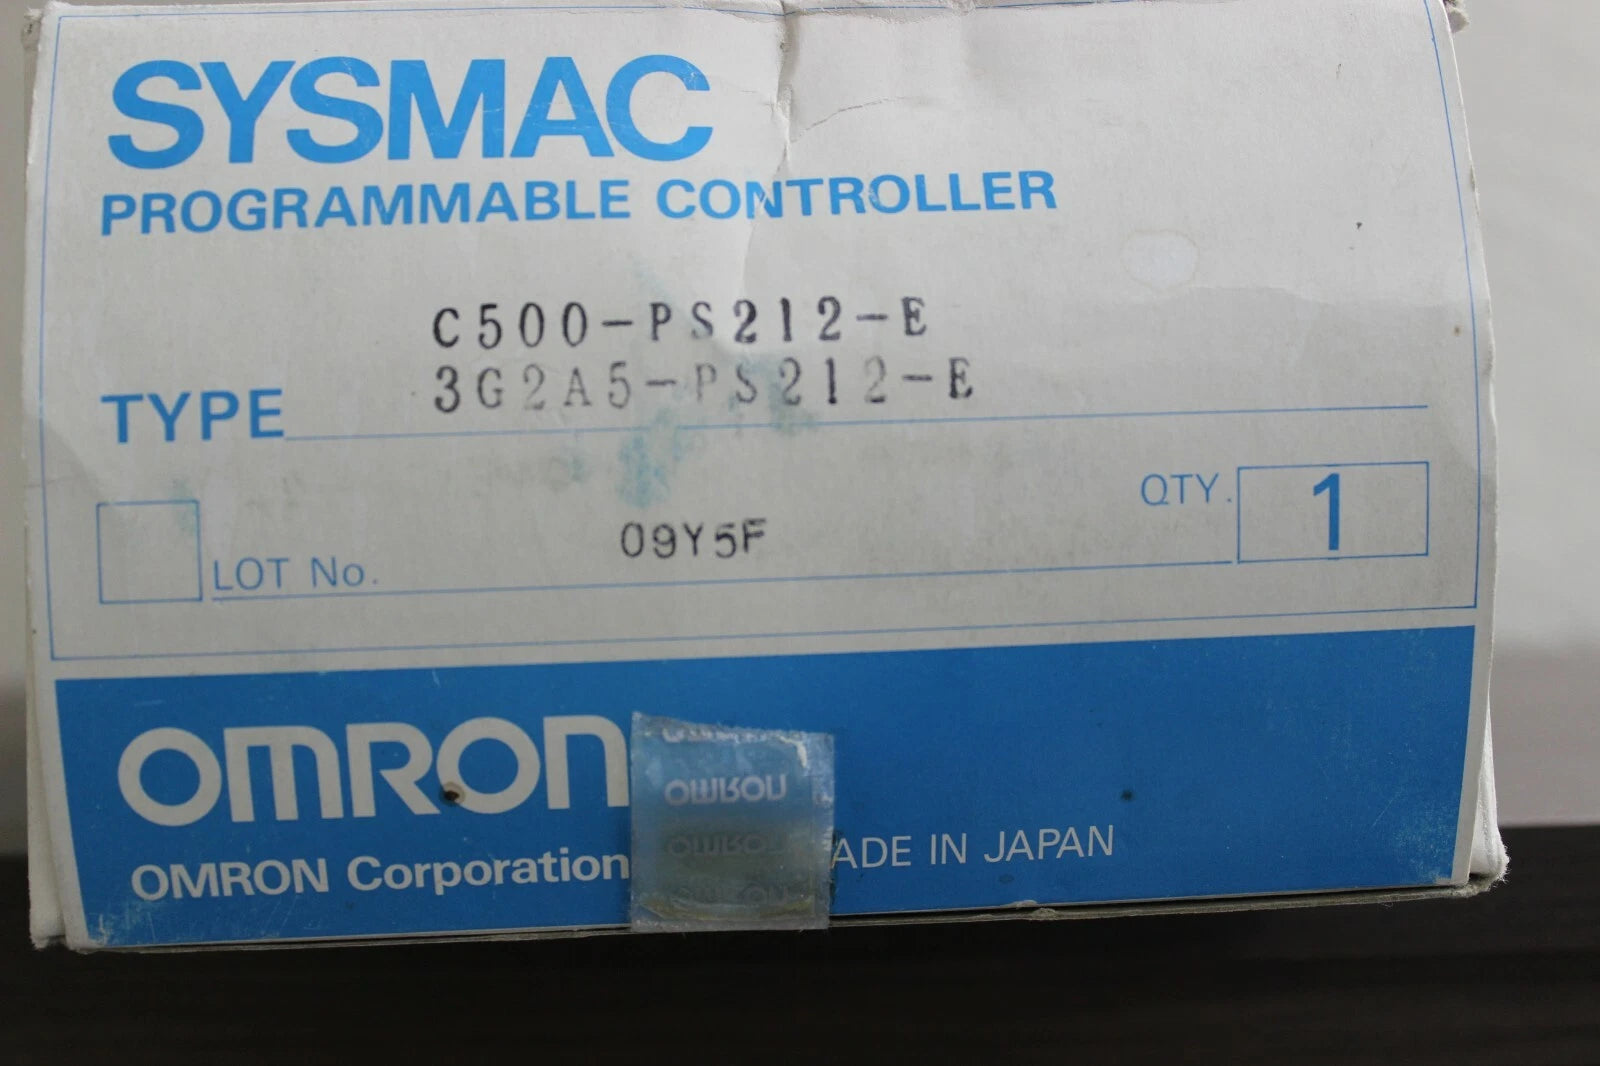 SYSMAC
PROGRAMMABLE CONTROLLER
C500-PS212-E
TYPE 3G2A5-PS212-E
QTY. 1
LOT No. 09Y5F
OMRON
OMRON
OMRON Corporation ADE IN JAPAN